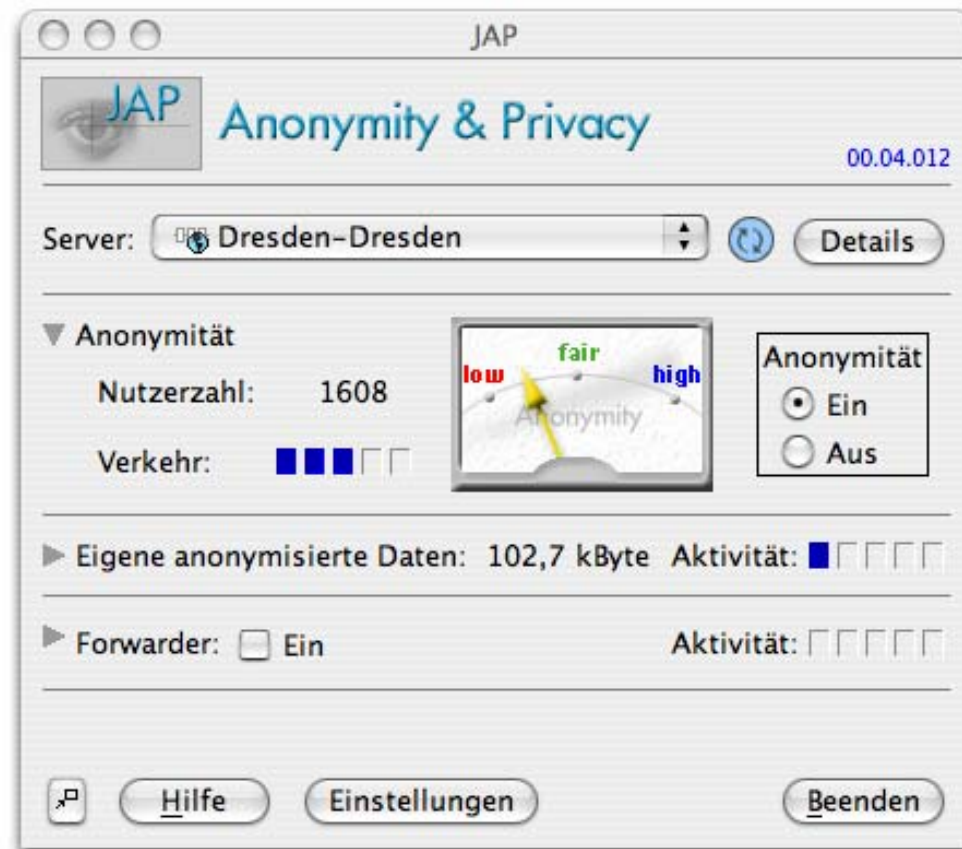 JAP
JAP Anonymity & Privacy
00.04.012
Server: Dresden-Dresden Details
Anonymität
Nutzerzahl: 1608
Verkehr:
low fair high
Anonymity
Anonymität
Ein
Aus
Eigene anonymisierte Daten: 102,7 kByte Aktivität:
Forwarder: Ein Aktivität:
Hilfe Einstellungen Beenden